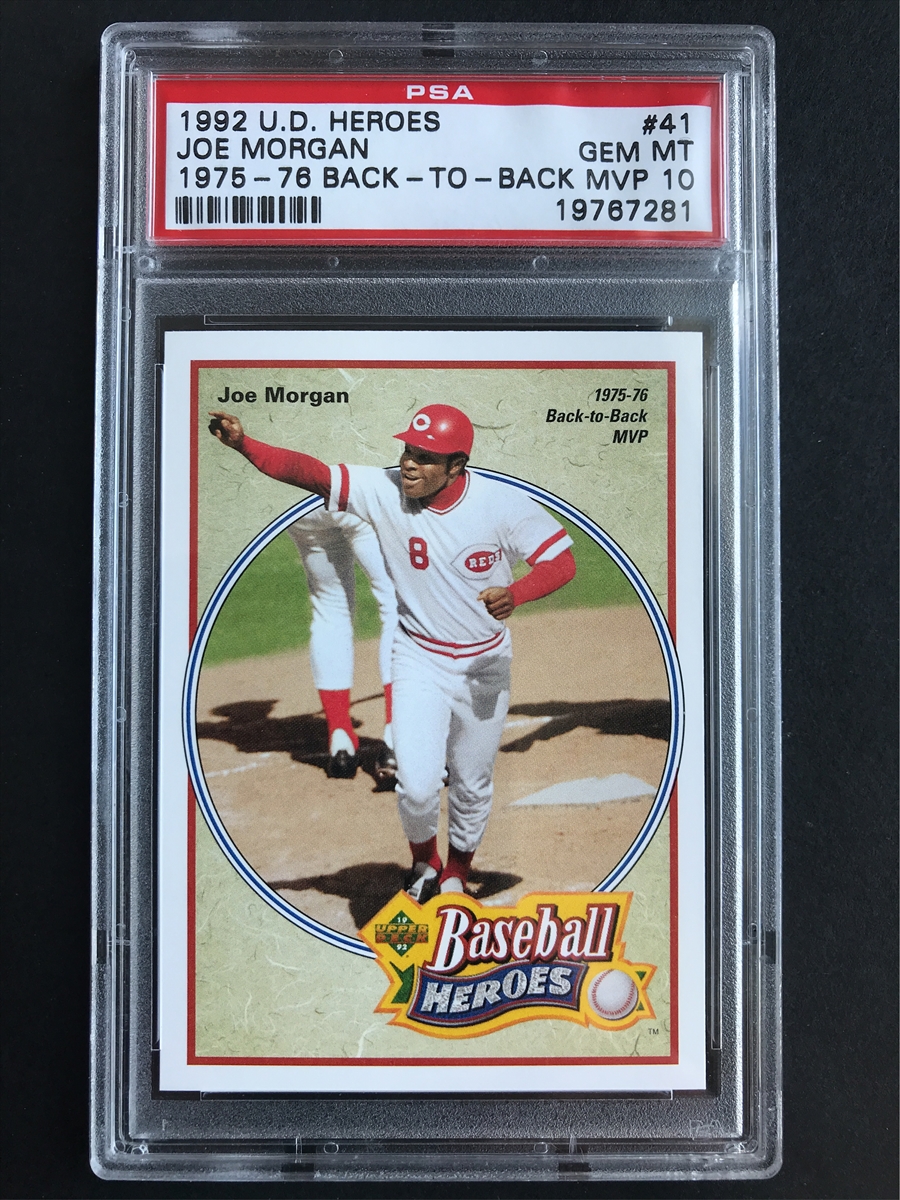 PSA
1992 U.D. HEROES #41
JOE MORGAN GEM MT
1975-76 BACK-TO-BACK MVP 10
19767281
Joe Morgan
1975-76
Back-to-Back
MVP
C
8
REDS
19
UPPER
DECK
92
Baseball
HEROES
™